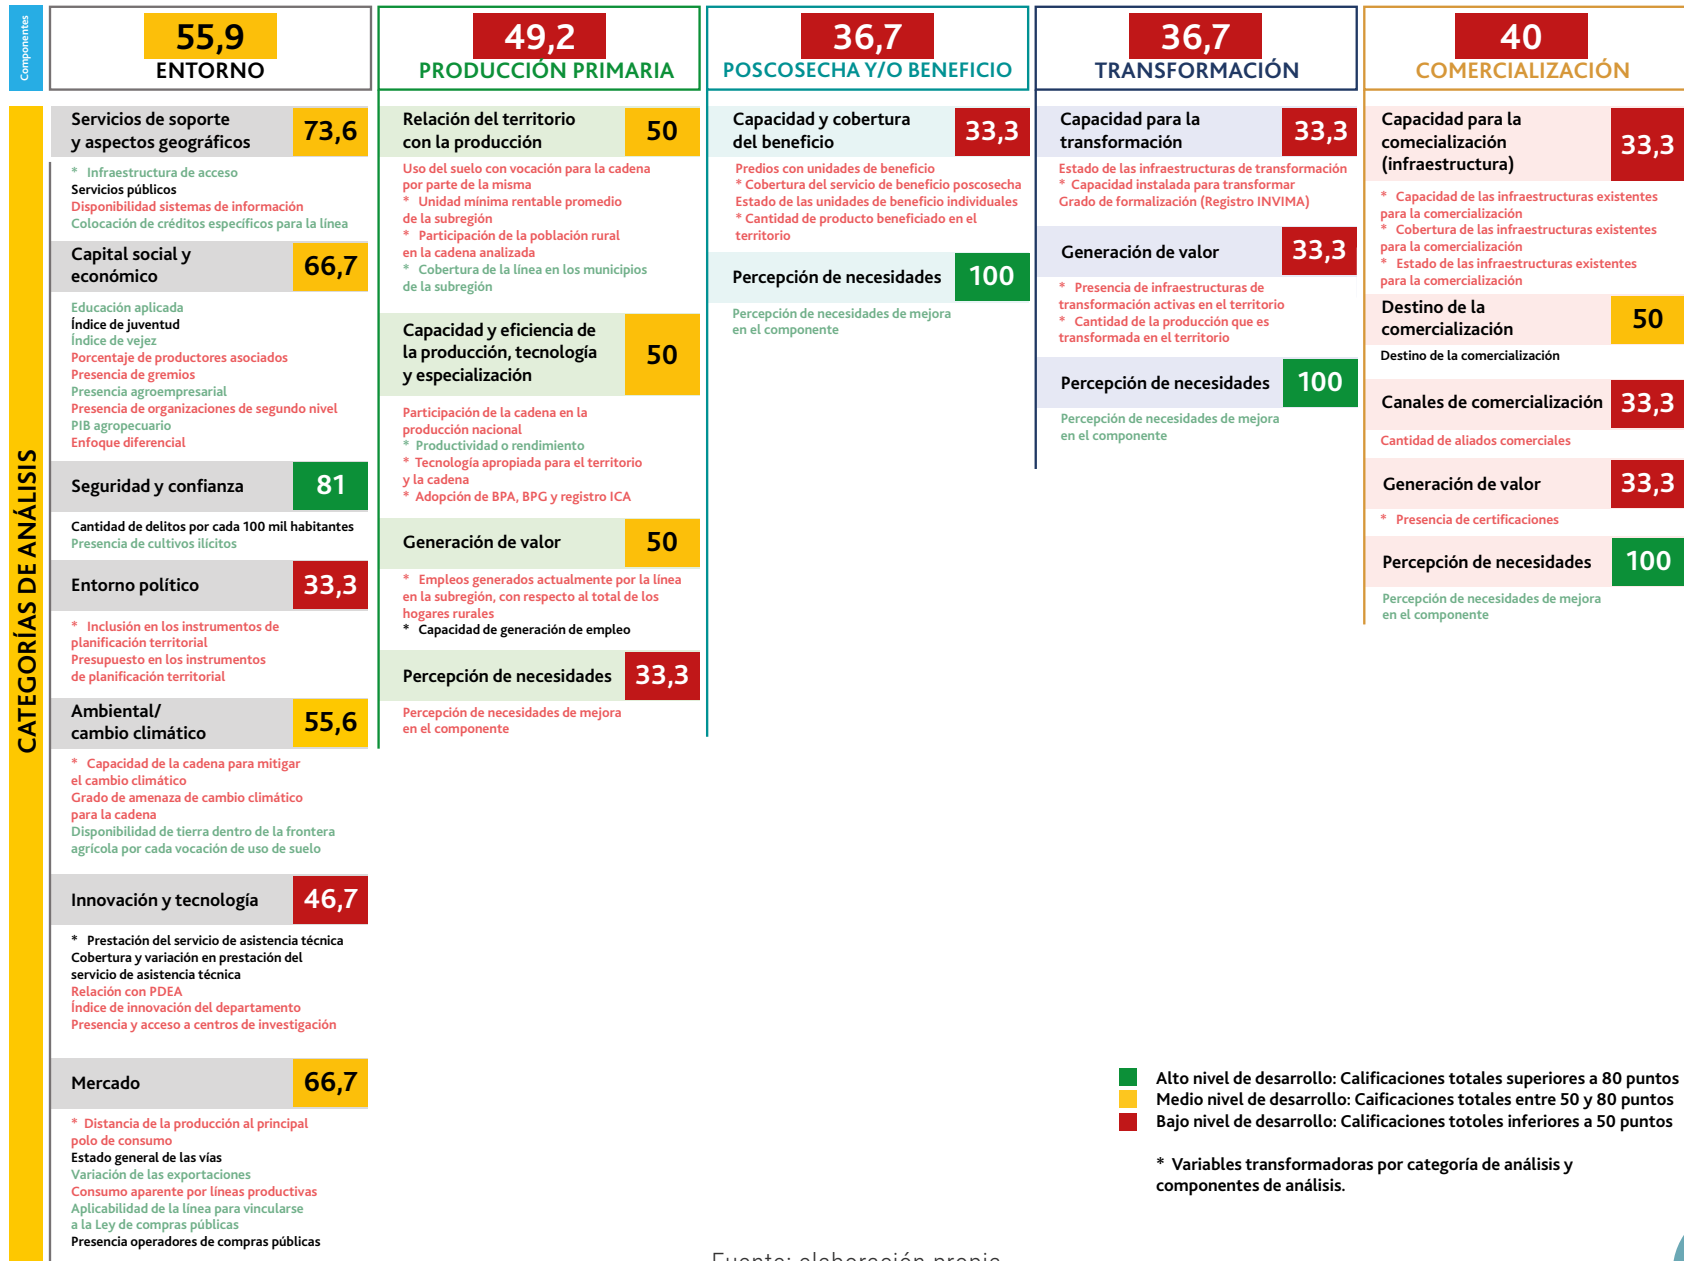 Componentes
55,9
ENTORNO
49,2
PRODUCCIÓN PRIMARIA
36,7
POSCOSECHA Y/O BENEFICIO
36,7
TRANSFORMACIÓN
40
COMERCIALIZACIÓN
CATEGORÍAS DE ANÁLISIS
Servicios de soporte
y aspectos geográficos
73,6
* Infraestructura de acceso
Servicios públicos
Disponibilidad sistemas de información
Colocación de créditos específicos para la línea
Capital social y
económico
66,7
Educación aplicada
Índice de juventud
Índice de vejez
Porcentaje de productores asociados
Presencia de gremios
Presencia agroempresarial
Presencia de organizaciones de segundo nivel
PIB agropecuario
Enfoque diferencial
Seguridad y confianza
81
Cantidad de delitos por cada 100 mil habitantes
Presencia de cultivos ilícitos
Entorno político
33,3
* Inclusión en los instrumentos de
planificación territorial
Presupuesto en los instrumentos
de planificación territorial
Ambiental/
cambio climático
55,6
* Capacidad de la cadena para mitigar
el cambio climático
Grado de amenaza de cambio climático
para la cadena
Disponibilidad de tierra dentro de la frontera
agrícola por cada vocación de uso de suelo
Innovación y tecnología
46,7
* Prestación del servicio de asistencia técnica
Cobertura y variación en prestación del
servicio de asistencia técnica
Relación con PDEA
Índice de innovación del departamento
Presencia y acceso a centros de investigación
Mercado
66,7
* Distancia de la producción al principal
polo de consumo
Estado general de las vías
Variación de las exportaciones
Consumo aparente por líneas productivas
Aplicabilidad de la línea para vincularse
a la Ley de compras públicas
Presencia operadores de compras públicas
Relación del territorio
con la producción
50
Uso del suelo con vocación para la cadena
por parte de la misma
* Unidad mínima rentable promedio
de la subregión
* Participación de la población rural
en la cadena analizada
* Cobertura de la línea en los municipios
de la subregión
Capacidad y eficiencia de
la producción, tecnología
y especialización
50
Participación de la cadena en la
producción nacional
* Productividad o rendimiento
* Tecnología apropiada para el territorio
y la cadena
* Adopción de BPA, BPG y registro ICA
Generación de valor
50
* Empleos generados actualmente por la línea
en la subregión, con respecto al total de los
hogares rurales
* Capacidad de generación de empleo
Percepción de necesidades
33,3
Percepción de necesidades de mejora
en el componente
Capacidad y cobertura
del beneficio
33,3
Predios con unidades de beneficio
* Cobertura del servicio de beneficio poscosecha
Estado de las unidades de beneficio individuales
* Cantidad de producto beneficiado en el
territorio
Percepción de necesidades
100
Percepción de necesidades de mejora
en el componente
Capacidad para la
transformación
33,3
Estado de las infraestructuras de transformación
* Capacidad instalada para transformar
Grado de formalización (Registro INVIMA)
Generación de valor
33,3
* Presencia de infraestructuras de
transformación activas en el territorio
* Cantidad de la producción que es
transformada en el territorio
Percepción de necesidades
100
Percepción de necesidades de mejora
en el componente
Capacidad para la
comecialización
(infraestructura)
33,3
* Capacidad de las infraestructuras existentes
para la comercialización
* Cobertura de las infraestructuras existentes
para la comercialización
* Estado de las infraestructuras existentes
para la comercialización
Destino de la
comercialización
50
Destino de la comercialización
Canales de comercialización
33,3
Cantidad de aliados comerciales
Generación de valor
33,3
* Presencia de certificaciones
Percepción de necesidades
100
Percepción de necesidades de mejora
en el componente
Alto nivel de desarrollo: Calificaciones totales superiores a 80 puntos
Medio nivel de desarrollo: Caificaciones totales entre 50 y 80 puntos
Bajo nivel de desarrollo: Calificaciones totoles inferiores a 50 puntos
* Variables transformadoras por categoría de análisis y
componentes de análisis.
Fuente: elaboración propia